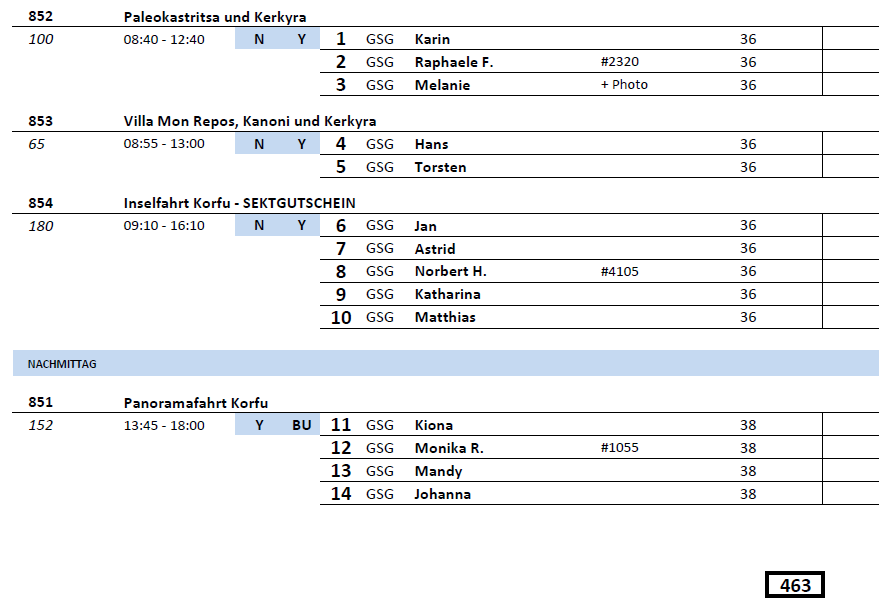 852 Paleokastritsa und Kerkyra
100 08:40 - 12:40 N Y 1 GSG Karin 36
2 GSG Raphaele F. #2320 36
3 GSG Melanie + Photo 36
853 Villa Mon Repos, Kanoni und Kerkyra
65 08:55 - 13:00 N Y 4 GSG Hans 36
5 GSG Torsten 36
854 Inselfahrt Korfu - SEKTGUTSCHEIN
180 09:10 - 16:10 N Y 6 GSG Jan 36
7 GSG Astrid 36
8 GSG Norbert H. #4105 36
9 GSG Katharina 36
10 GSG Matthias 36
NACHMITTAG
851 Panoramafahrt Korfu
152 13:45 - 18:00 Y BU 11 GSG Kiona 38
12 GSG Monika R. #1055 38
13 GSG Mandy 38
14 GSG Johanna 38
463